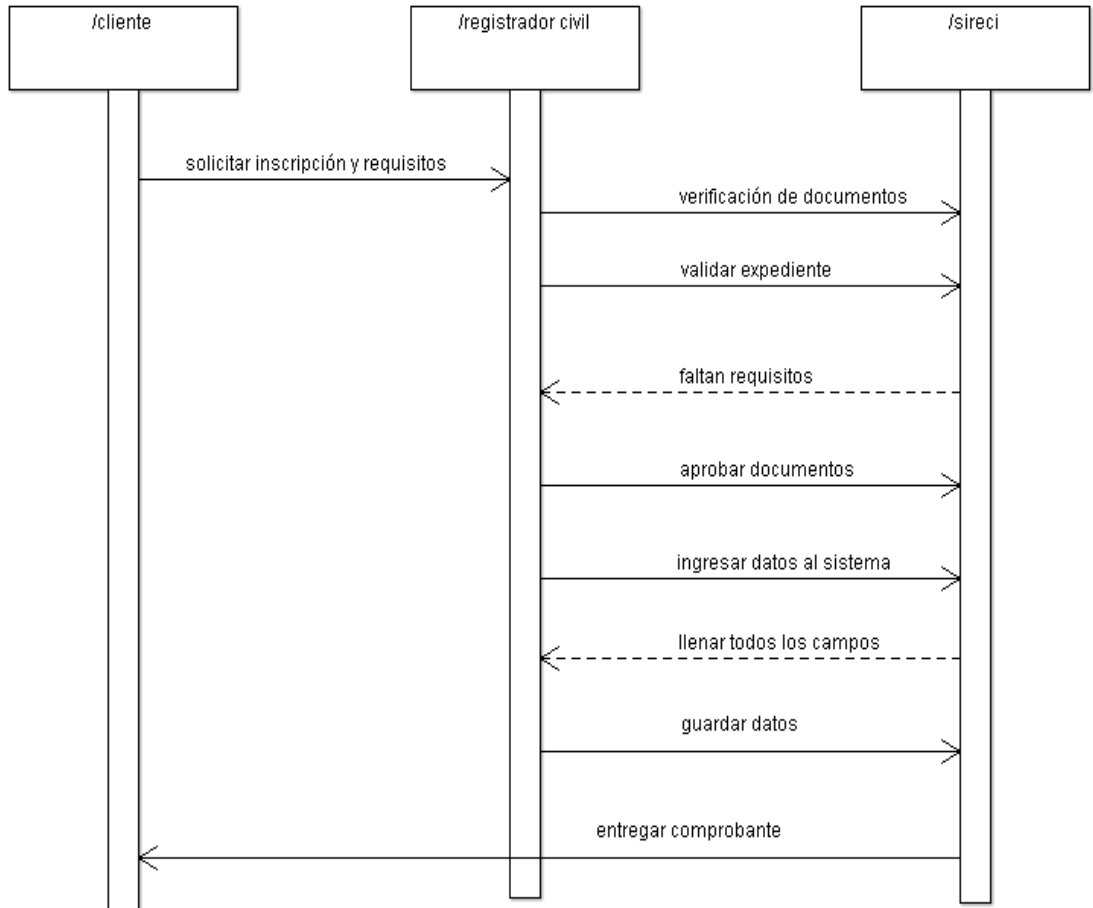 /cliente
/registrador civil
/sireci
solicitar inscripción y requisitos
verificación de documentos
validar expediente
faltan requisitos
aprobar documentos
ingresar datos al sistema
llenar todos los campos
guardar datos
entregar comprobante